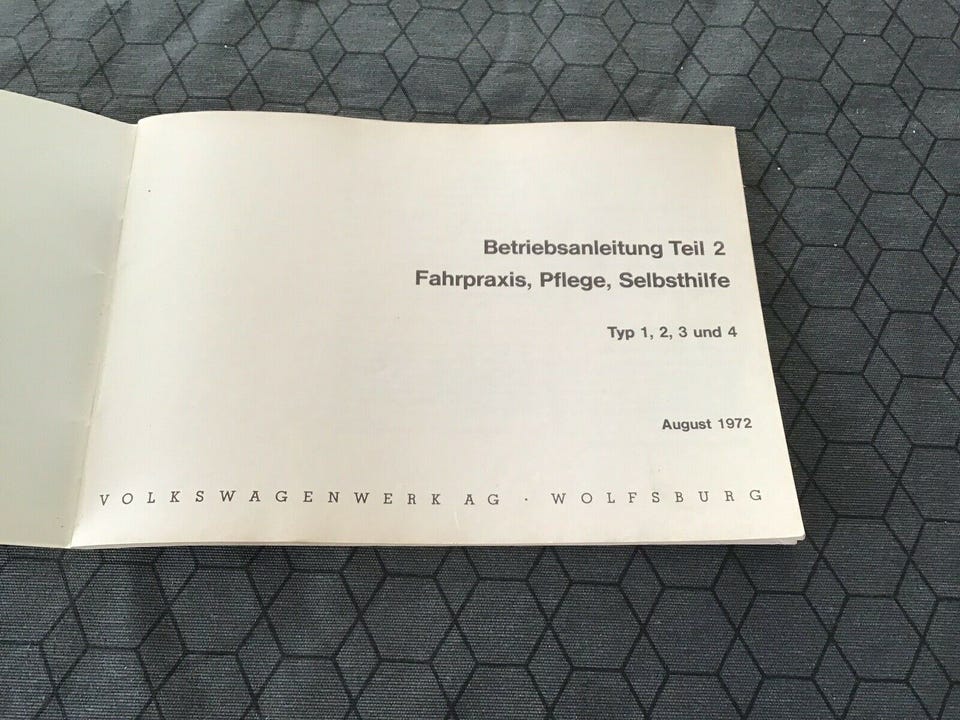 Betriebsanleitung Teil 2
Fahrpraxis, Pflege, Selbsthilfe
Typ 1, 2, 3 und 4
August 1972
VOLKSWAGENWERK AG · WOLFSBURG